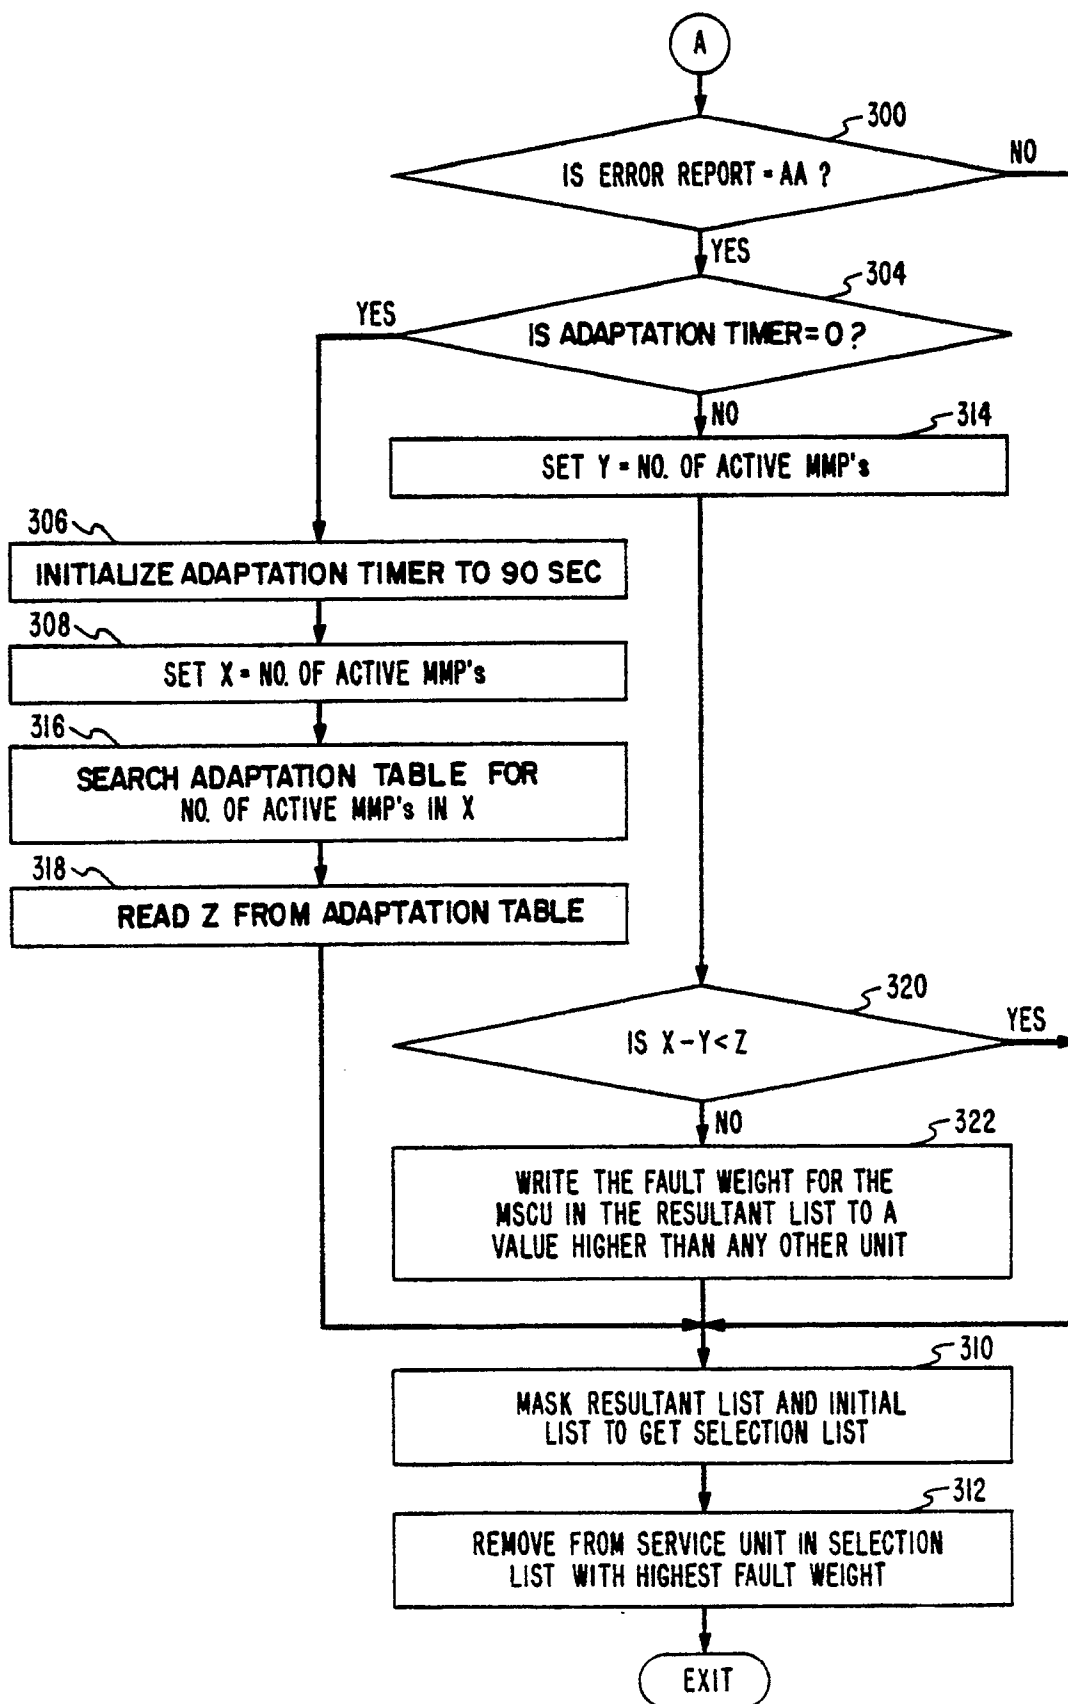 A
300
IS ERROR REPORT = AA ?
NO
YES
304
YES
IS ADAPTATION TIMER = 0 ?
NO
314
SET Y = NO. OF ACTIVE MMP's
306
INITIALIZE ADAPTATION TIMER TO 90 SEC
308
SET X = NO. OF ACTIVE MMP's
316
SEARCH ADAPTATION TABLE FOR
NO. OF ACTIVE MMP's IN X
318
READ Z FROM ADAPTATION TABLE
320
IS X - Y < Z
YES
NO
322
WRITE THE FAULT WEIGHT FOR THE
MSCU IN THE RESULTANT LIST TO A
VALUE HIGHER THAN ANY OTHER UNIT
310
MASK RESULTANT LIST AND INITIAL
LIST TO GET SELECTION LIST
312
REMOVE FROM SERVICE UNIT IN SELECTION
LIST WITH HIGHEST FAULT WEIGHT
EXIT